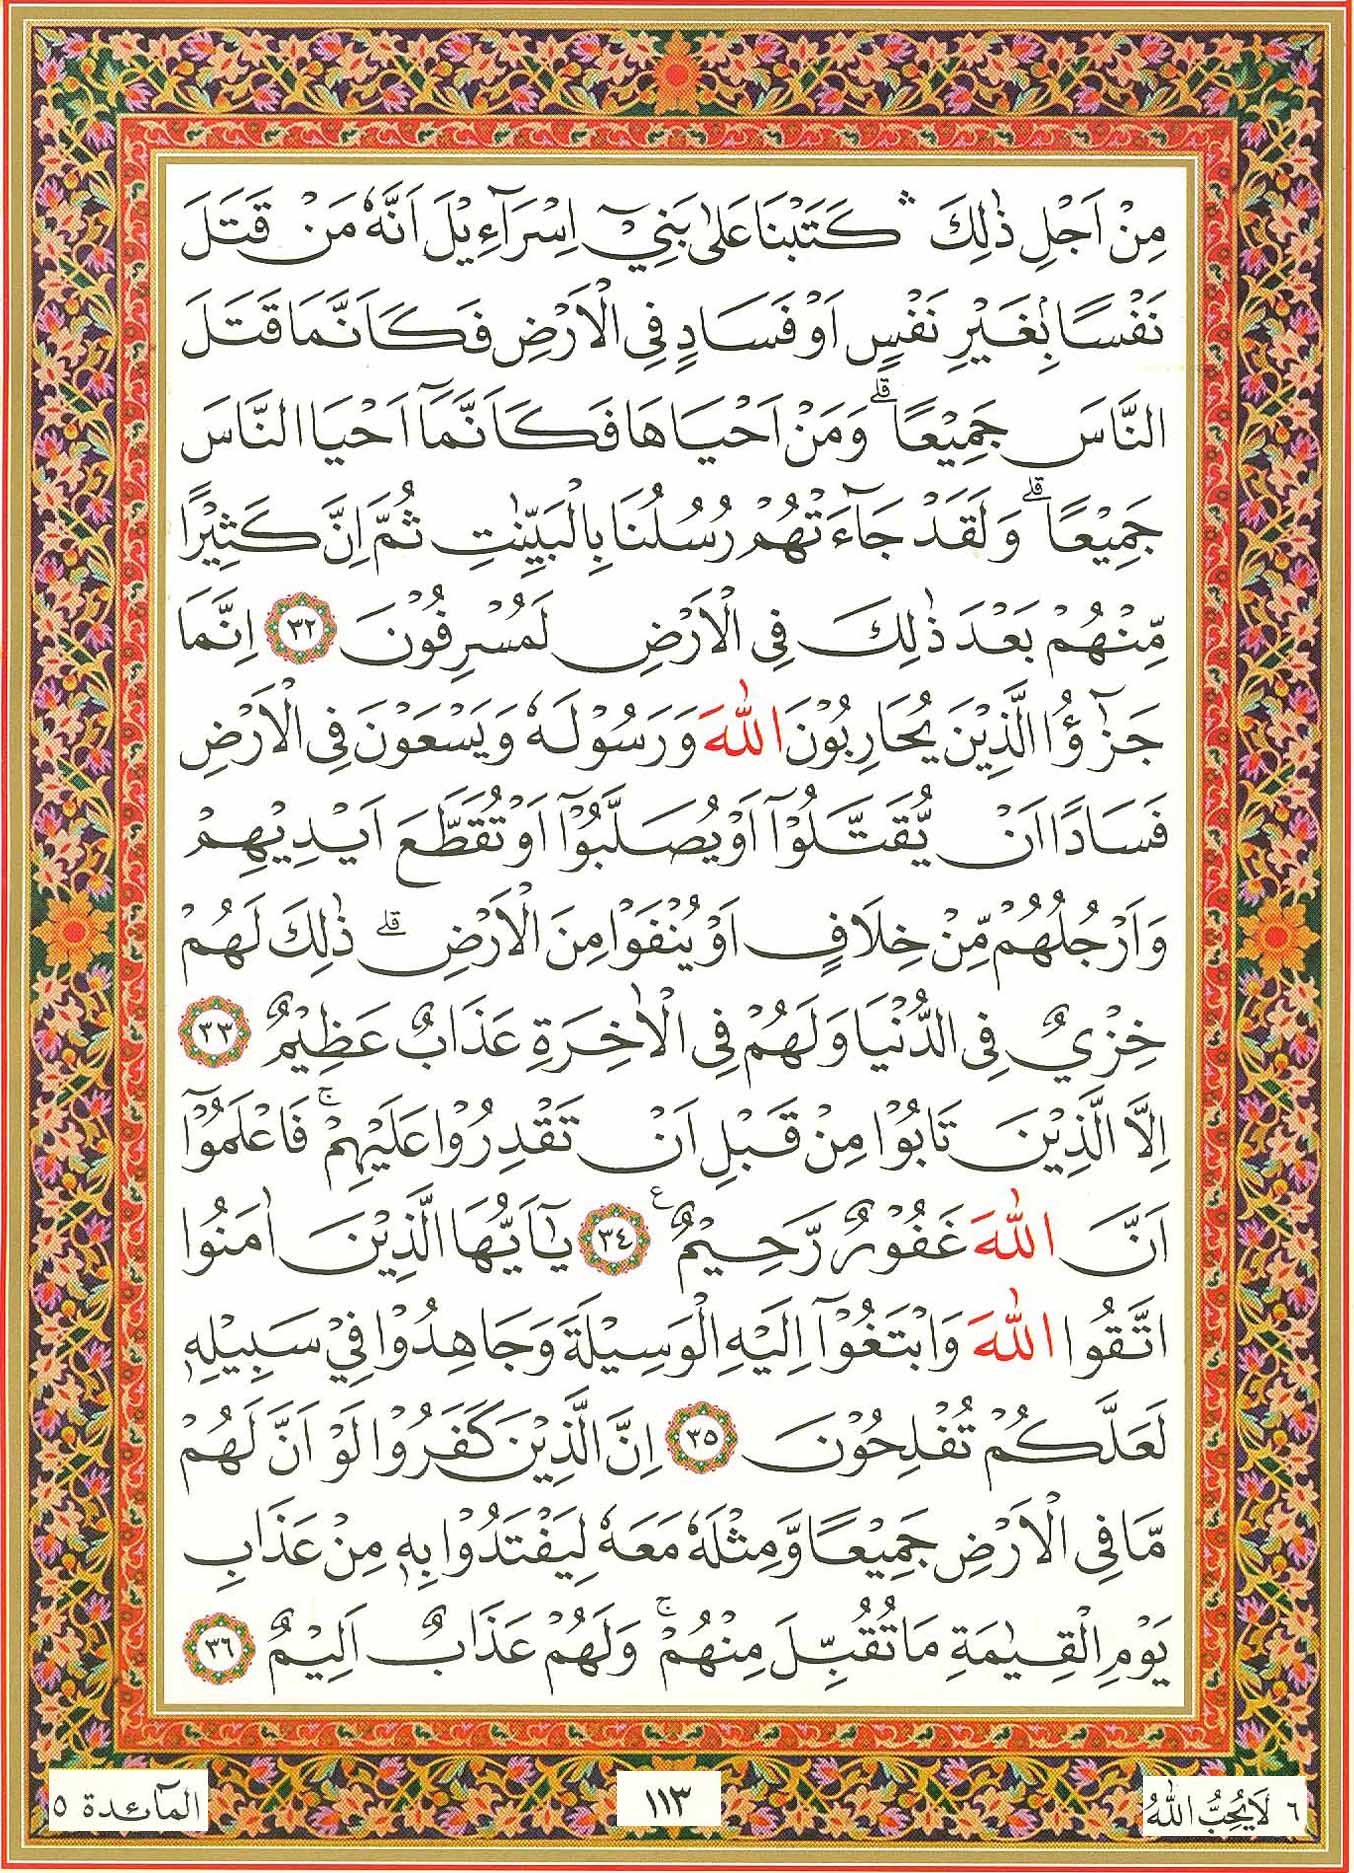 مِنْ اَجْلِ ذٰلِكَ ۛ كَتَبْنَا عَلٰى بَنِيْٓ اِسْرَآءِيْلَ اَنَّهٗ مَنْ قَتَلَ
نَفْسًاۢ بِغَيْرِ نَفْسٍ اَوْ فَسَادٍ فِي الْاَرْضِ فَكَاَنَّمَا قَتَلَ
النَّاسَ جَمِيْعًا ۗ وَمَنْ اَحْيَاهَا فَكَاَنَّمَآ اَحْيَا النَّاسَ
جَمِيْعًا ۗ وَلَقَدْ جَآءَتْهُمْ رُسُلُنَا بِالْبَيِّنٰتِ ثُمَّ اِنَّ كَثِيْرًا
مِّنْهُمْ بَعْدَ ذٰلِكَ فِى الْاَرْضِ لَمُسْرِفُوْنَ ٣٢ اِنَّمَا
جَزٰٓؤُا الَّذِيْنَ يُحَارِبُوْنَ اللّٰهَ وَرَسُوْلَهٗ وَيَسْعَوْنَ فِى الْاَرْضِ
فَسَادًا اَنْ يُّقَتَّلُوْٓا اَوْ يُصَلَّبُوْٓا اَوْ تُقَطَّعَ اَيْدِيْهِمْ
وَاَرْجُلُهُمْ مِّنْ خِلَافٍ اَوْ يُنْفَوْا مِنَ الْاَرْضِ ۗ ذٰلِكَ لَهُمْ
خِزْيٌ فِى الدُّنْيَا وَلَهُمْ فِى الْاٰخِرَةِ عَذَابٌ عَظِيْمٌ ٣٣
اِلَّا الَّذِيْنَ تَابُوْا مِنْ قَبْلِ اَنْ تَقْدِرُوْا عَلَيْهِمْ ۚ فَاعْلَمُوْٓا
اَنَّ اللّٰهَ غَفُوْرٌ رَّحِيْمٌ ع ٣٤ يٰٓاَيُّهَا الَّذِيْنَ اٰمَنُوا
اتَّقُوا اللّٰهَ وَابْتَغُوْٓا اِلَيْهِ الْوَسِيْلَةَ وَجَاهِدُوْا فِيْ سَبِيْلِهٖ
لَعَلَّكُمْ تُفْلِحُوْنَ ٣٥ اِنَّ الَّذِيْنَ كَفَرُوْا لَوْ اَنَّ لَهُمْ
مَّا فِى الْاَرْضِ جَمِيْعًا وَّمِثْلَهٗ مَعَهٗ لِيَفْتَدُوْا بِهٖ مِنْ عَذَابِ
يَوْمِ الْقِيٰمَةِ مَا تُقُبِّلَ مِنْهُمْ ۚ وَلَهُمْ عَذَابٌ اَلِيْمٌ ٣٦
٦ لَا يُحِبُّ اللّٰهُ
١١٣
المآئدة ٥